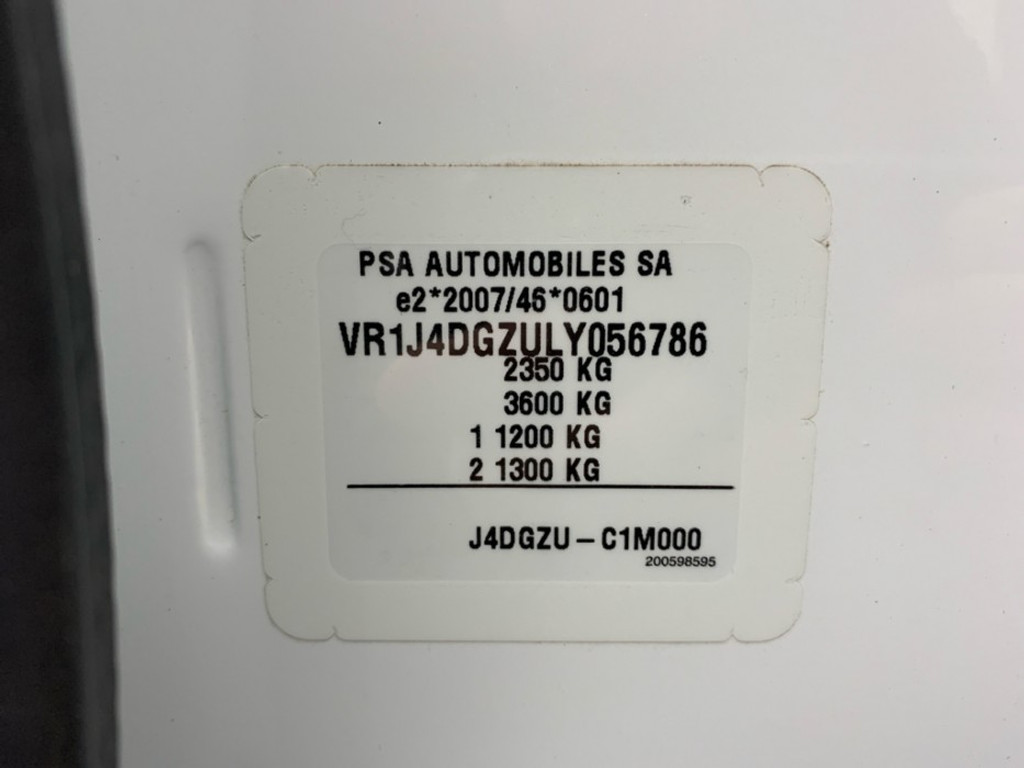 PSA AUTOMOBILES SA
e2*2007/46*0601
VR1J4DGZULY056786
2350 KG
3600 KG
1 1200 KG
2 1300 KG
J4DGZU – C1M000
200598595